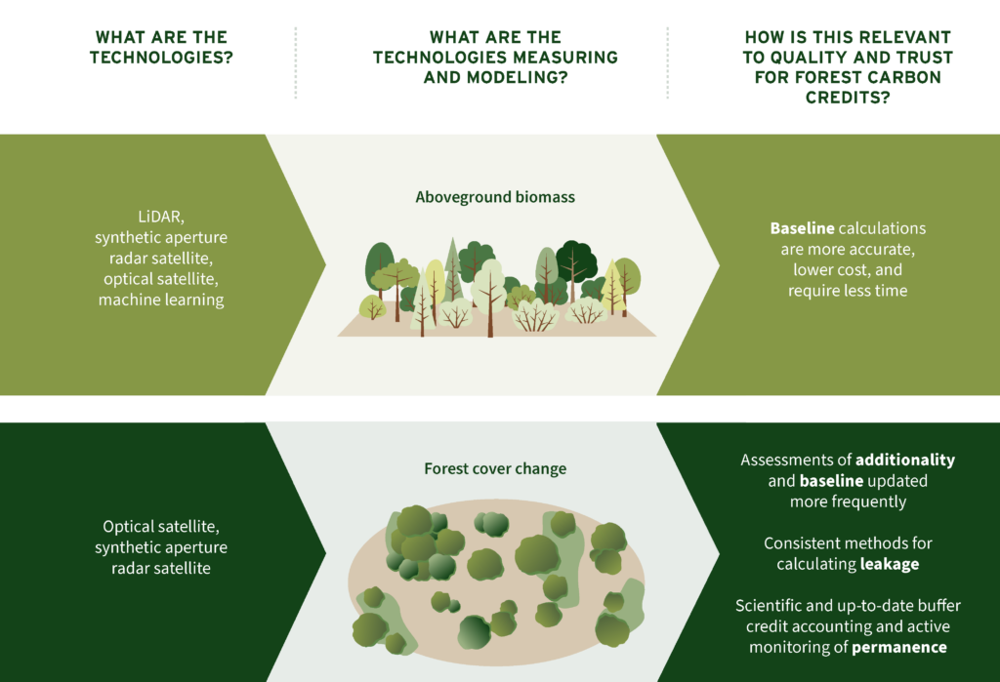 WHAT ARE THE
TECHNOLOGIES?
WHAT ARE THE
TECHNOLOGIES MEASURING
AND MODELING?
HOW IS THIS RELEVANT
TO QUALITY AND TRUST
FOR FOREST CARBON
CREDITS?
LiDAR,
synthetic aperture
radar satellite,
optical satellite,
machine learning
Aboveground biomass
Baseline calculations
are more accurate,
lower cost, and
require less time
Optical satellite,
synthetic aperture
radar satellite
Forest cover change
Assessments of additionality
and baseline updated
more frequently
Consistent methods for
calculating leakage
Scientific and up-to-date buffer
credit accounting and active
monitoring of permanence